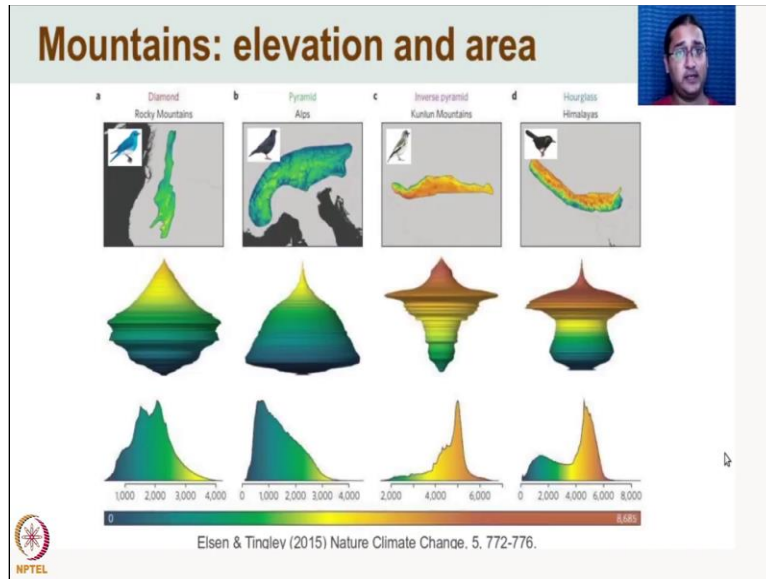 Mountains: elevation and area
a Diamond b Pyramid c Inverse pyramid d Hourglass
Rocky Mountains Alps Kunlun Mountains Himalayas
1,000 2,000 3,000 4,000 0 1,000 2,000 3,000 4,000 2,000 4,000 6,000 0 2,000 4,000 6,000 8,000
0 8,685
Elsen & Tingley (2015) Nature Climate Change, 5, 772-776.
NPTEL